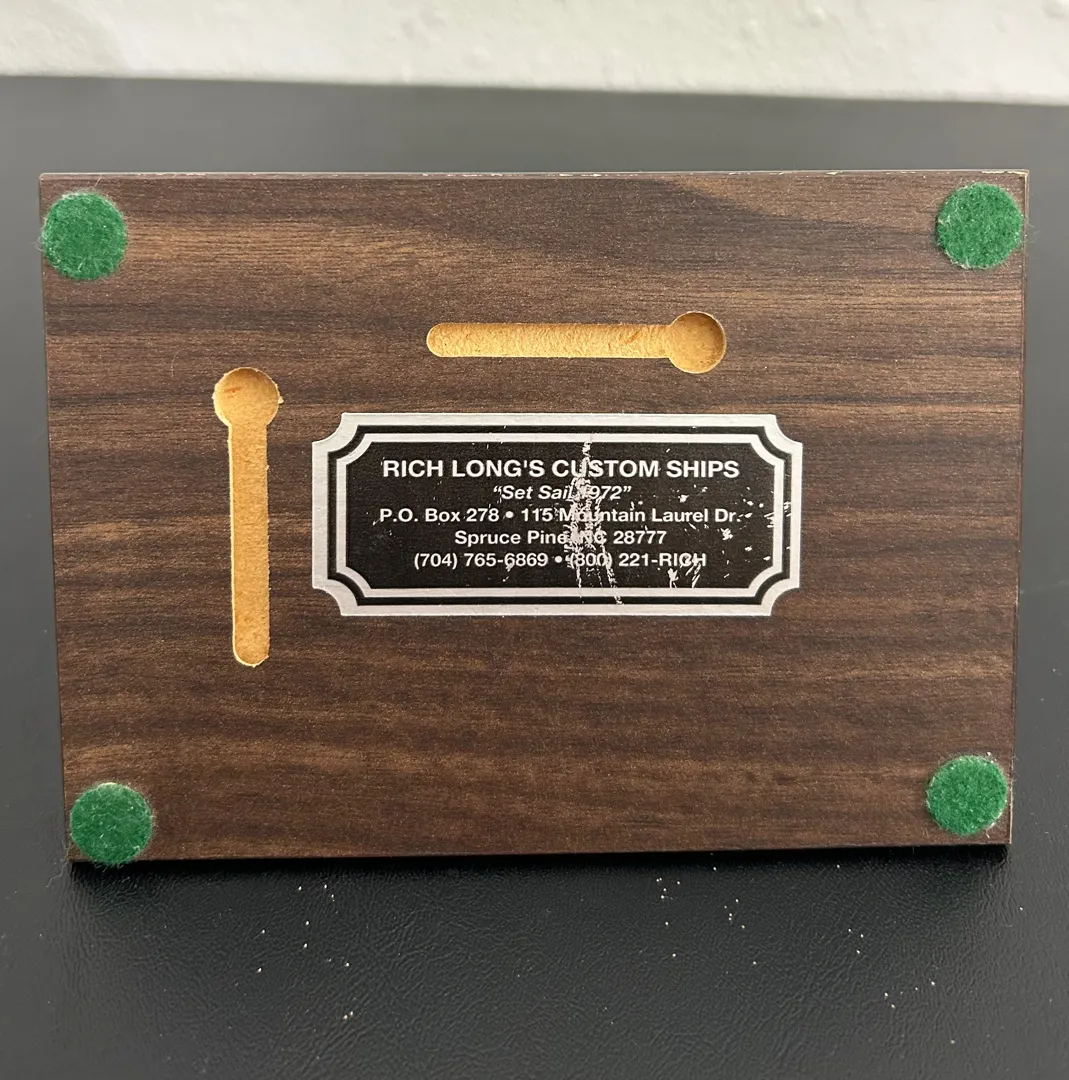 RICH LONG'S CUSTOM SHIPS
“Set Sail 1972”
P.O. Box 278 • 115 Mountain Laurel Dr.
Spruce Pine, NC 28777
(704) 765-6869 • (800) 221-RICH